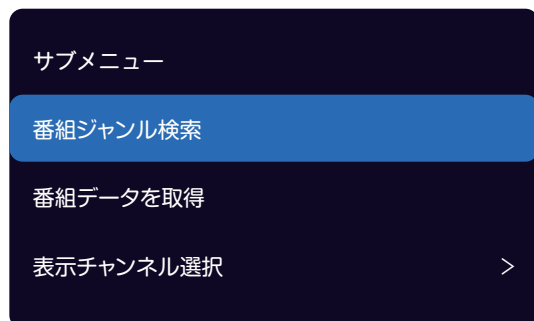 サブメニュー
番組ジャンル検索
番組データを取得
表示チャンネル選択 >